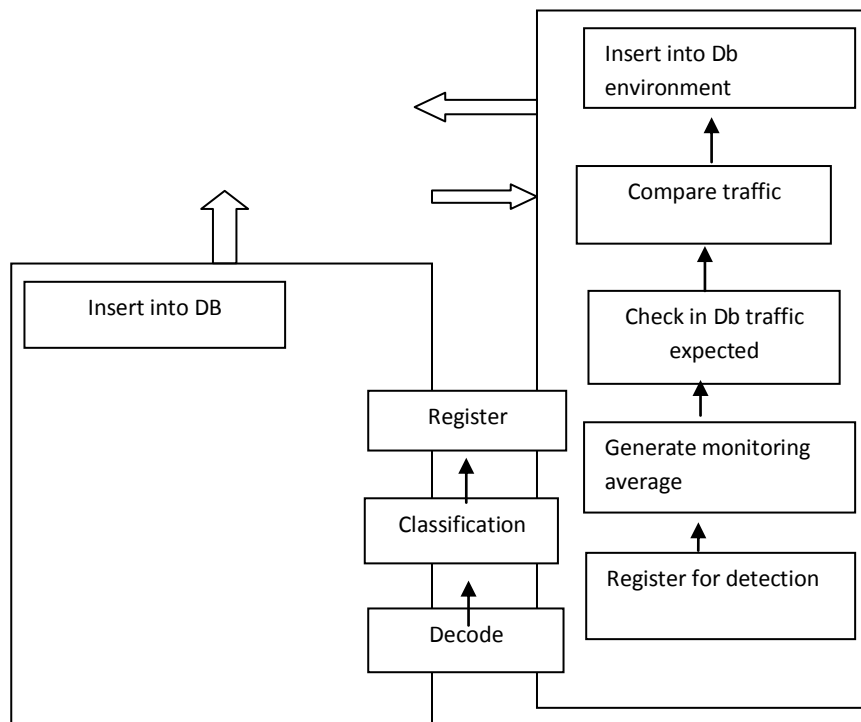 Insert into Db
environment
Compare traffic
Check in Db traffic
expected
Generate monitoring
average
Register for detection
Insert into DB
Register
Classification
Decode